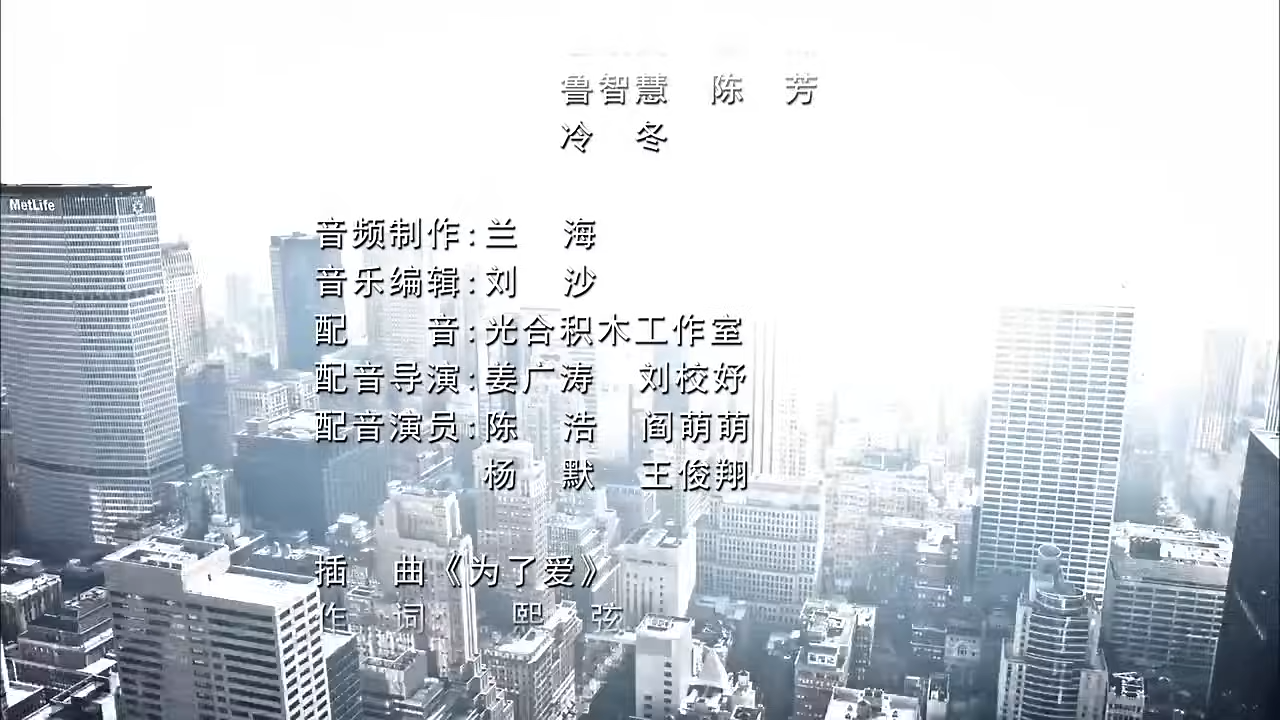 鲁智慧 陈 芳
冷 冬
MetLife
音频制作:兰 海
音乐编辑:刘 沙
配 音:光合积木工作室
配音导演:姜广涛 刘校妤
配音演员:陈 浩 阎萌萌
杨 默 王俊翔
插 曲《为了爱》
作 词 熙 弦